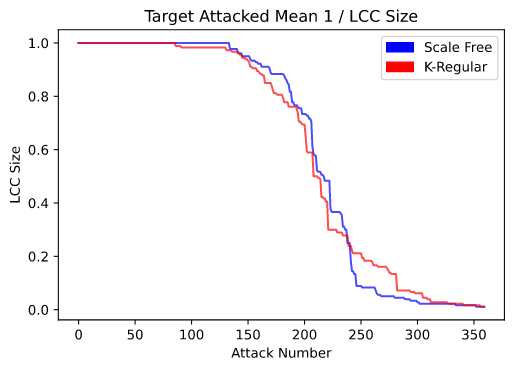 Target Attacked Mean 1 / LCC Size
Scale Free
K-Regular
LCC Size
1.0
0.8
0.6
0.4
0.2
0.0
0 50 100 150 200 250 300 350
Attack Number